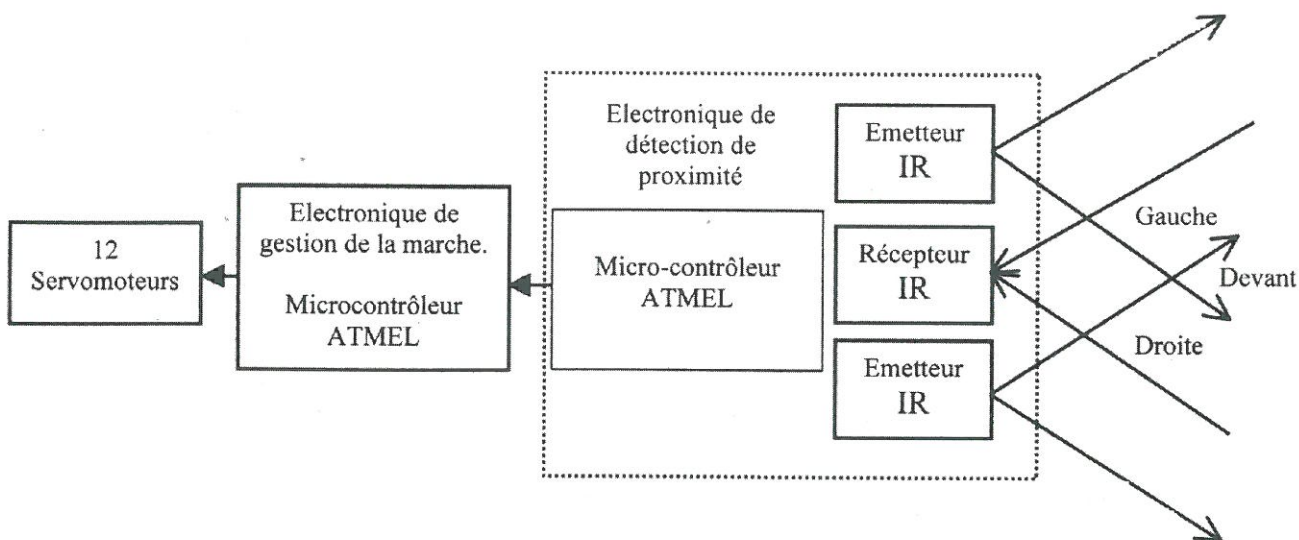 12
Servomoteurs
Electronique de
gestion de la marche.
Microcontrôleur
ATMEL
Electronique de
détection de
proximité
Micro-contrôleur
ATMEL
Emetteur
IR
Récepteur
IR
Emetteur
IR
Gauche
Devant
Droite